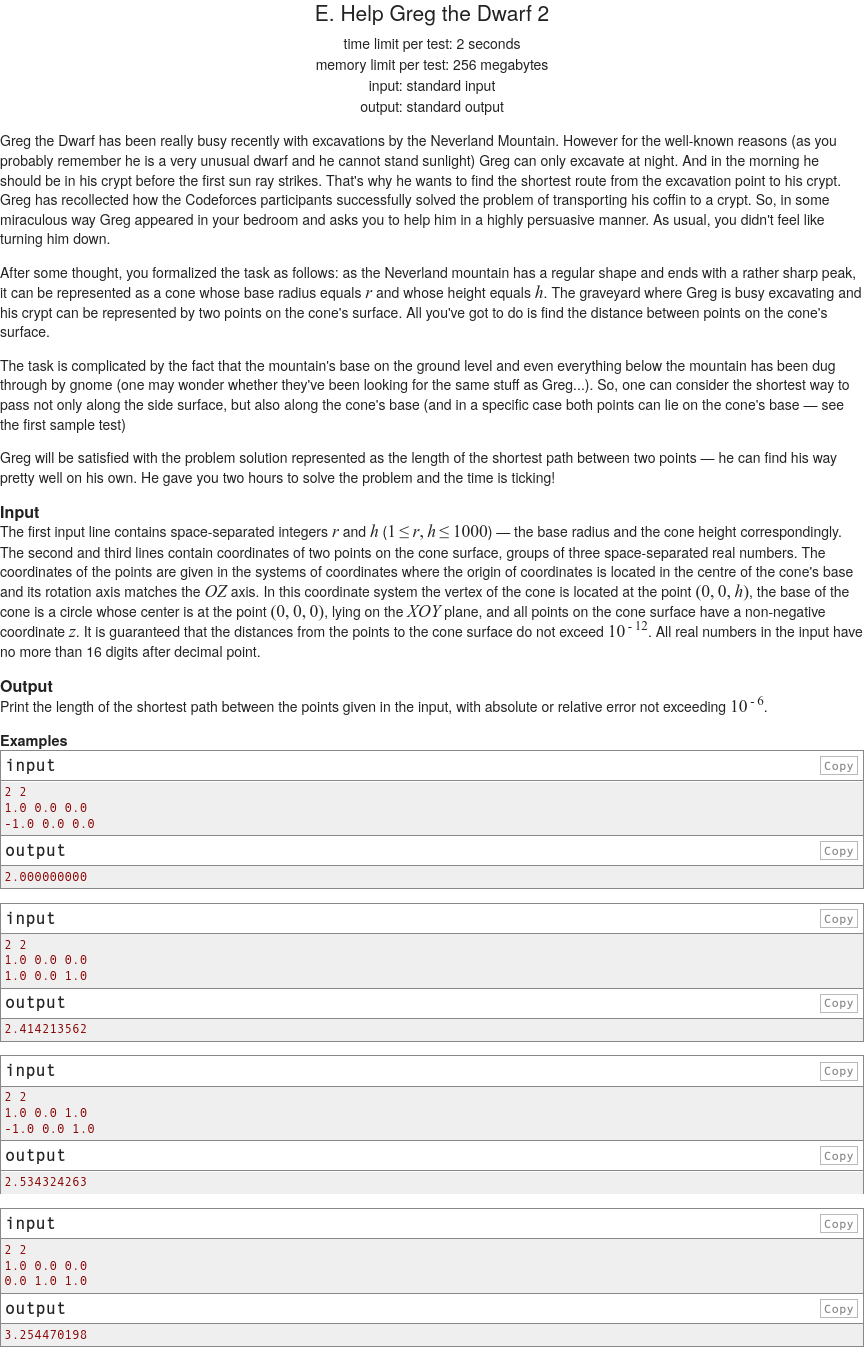 E. Help Greg the Dwarf 2
time limit per test: 2 seconds
memory limit per test: 256 megabytes
input: standard input
output: standard output
Greg the Dwarf has been really busy recently with excavations by the Neverland Mountain. However for the well-known reasons (as you
probably remember he is a very unusual dwarf and he cannot stand sunlight) Greg can only excavate at night. And in the morning he
should be in his crypt before the first sun ray strikes. That's why he wants to find the shortest route from the excavation point to his crypt.
Greg has recollected how the Codeforces participants successfully solved the problem of transporting his coffin to a crypt. So, in some
miraculous way Greg appeared in your bedroom and asks you to help him in a highly persuasive manner. As usual, you didn't feel like
turning him down.
After some thought, you formalized the task as follows: as the Neverland mountain has a regular shape and ends with a rather sharp peak,
it can be represented as a cone whose base radius equals r and whose height equals h. The graveyard where Greg is busy excavating and
his crypt can be represented by two points on the cone's surface. All you've got to do is find the distance between points on the cone's
surface.
The task is complicated by the fact that the mountain's base on the ground level and even everything below the mountain has been dug
through by gnome (one may wonder whether they've been looking for the same stuff as Greg...). So, one can consider the shortest way to
pass not only along the side surface, but also along the cone's base (and in a specific case both points can lie on the cone's base — see
the first sample test)
Greg will be satisfied with the problem solution represented as the length of the shortest path between two points — he can find his way
pretty well on his own. He gave you two hours to solve the problem and the time is ticking!
Input
The first input line contains space-separated integers r and h (1 ≤ r, h ≤ 1000) — the base radius and the cone height correspondingly.
The second and third lines contain coordinates of two points on the cone surface, groups of three space-separated real numbers. The
coordinates of the points are given in the systems of coordinates where the origin of coordinates is located in the centre of the cone's base
and its rotation axis matches the OZ axis. In this coordinate system the vertex of the cone is located at the point (0, 0, h), the base of the
cone is a circle whose center is at the point (0, 0, 0), lying on the XOY plane, and all points on the cone surface have a non-negative
coordinate z. It is guaranteed that the distances from the points to the cone surface do not exceed 10^-12. All real numbers in the input have
no more than 16 digits after decimal point.
Output
Print the length of the shortest path between the points given in the input, with absolute or relative error not exceeding 10^-6.
Examples
input
Copy
2 2
1.0 0.0 0.0
-1.0 0.0 0.0
output
Copy
2.000000000
input
Copy
2 2
1.0 0.0 0.0
1.0 0.0 1.0
output
Copy
2.414213562
input
Copy
2 2
1.0 0.0 1.0
-1.0 0.0 1.0
output
Copy
2.534324263
input
Copy
2 2
1.0 0.0 0.0
0.0 1.0 1.0
output
Copy
3.254470198